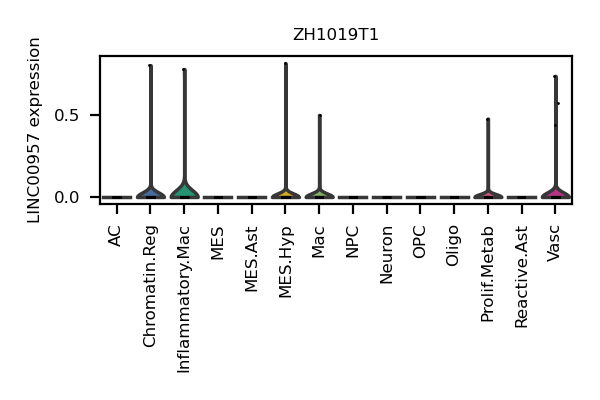 ZH1019T1
LINC00957 expression
0.5
0.0
AC
Chromatin.Reg
Inflammatory.Mac
MES
MES.Ast
MES.Hyp
Mac
NPC
Neuron
OPC
Oligo
Prolif.Metab
Reactive.Ast
Vasc